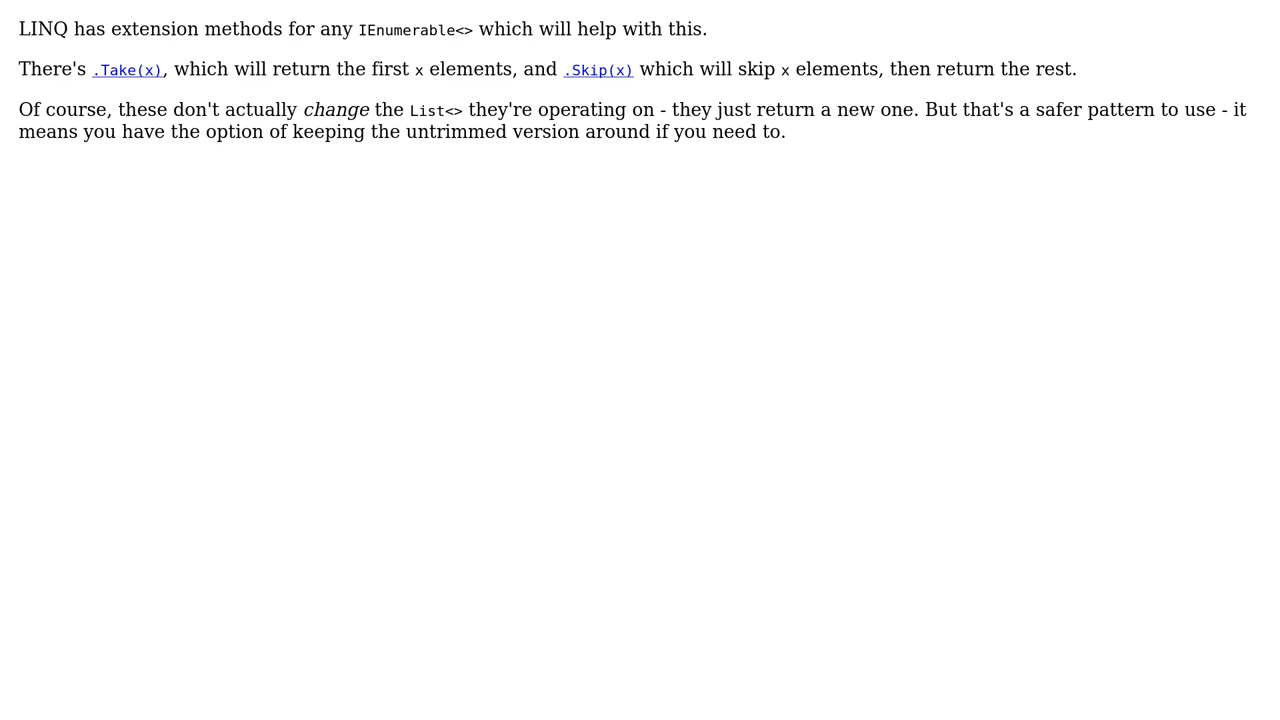 LINQ has extension methods for any IEnumerable<> which will help with this.
There's .Take(x), which will return the first x elements, and .Skip(x) which will skip x elements, then return the rest.
Of course, these don't actually change the List<> they're operating on - they just return a new one. But that's a safer pattern to use - it
means you have the option of keeping the untrimmed version around if you need to.